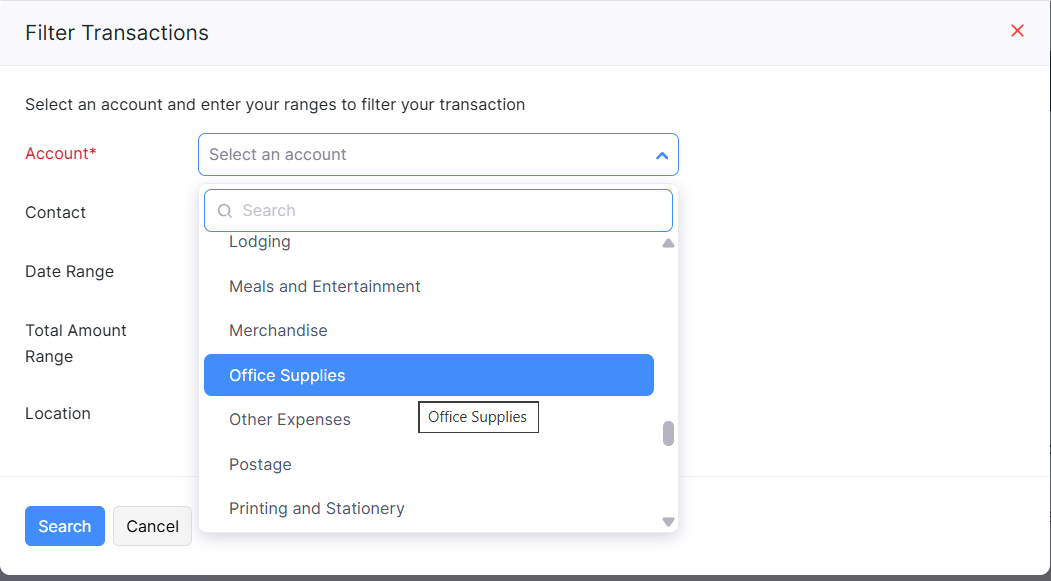 Filter Transactions
Select an account and enter your ranges to filter your transaction
Account*
Select an account
Search
Contact
Lodging
Date Range
Meals and Entertainment
Total Amount
Range
Merchandise
Office Supplies
Location
Other Expenses
Office Supplies
Postage
Printing and Stationery
Search
Cancel